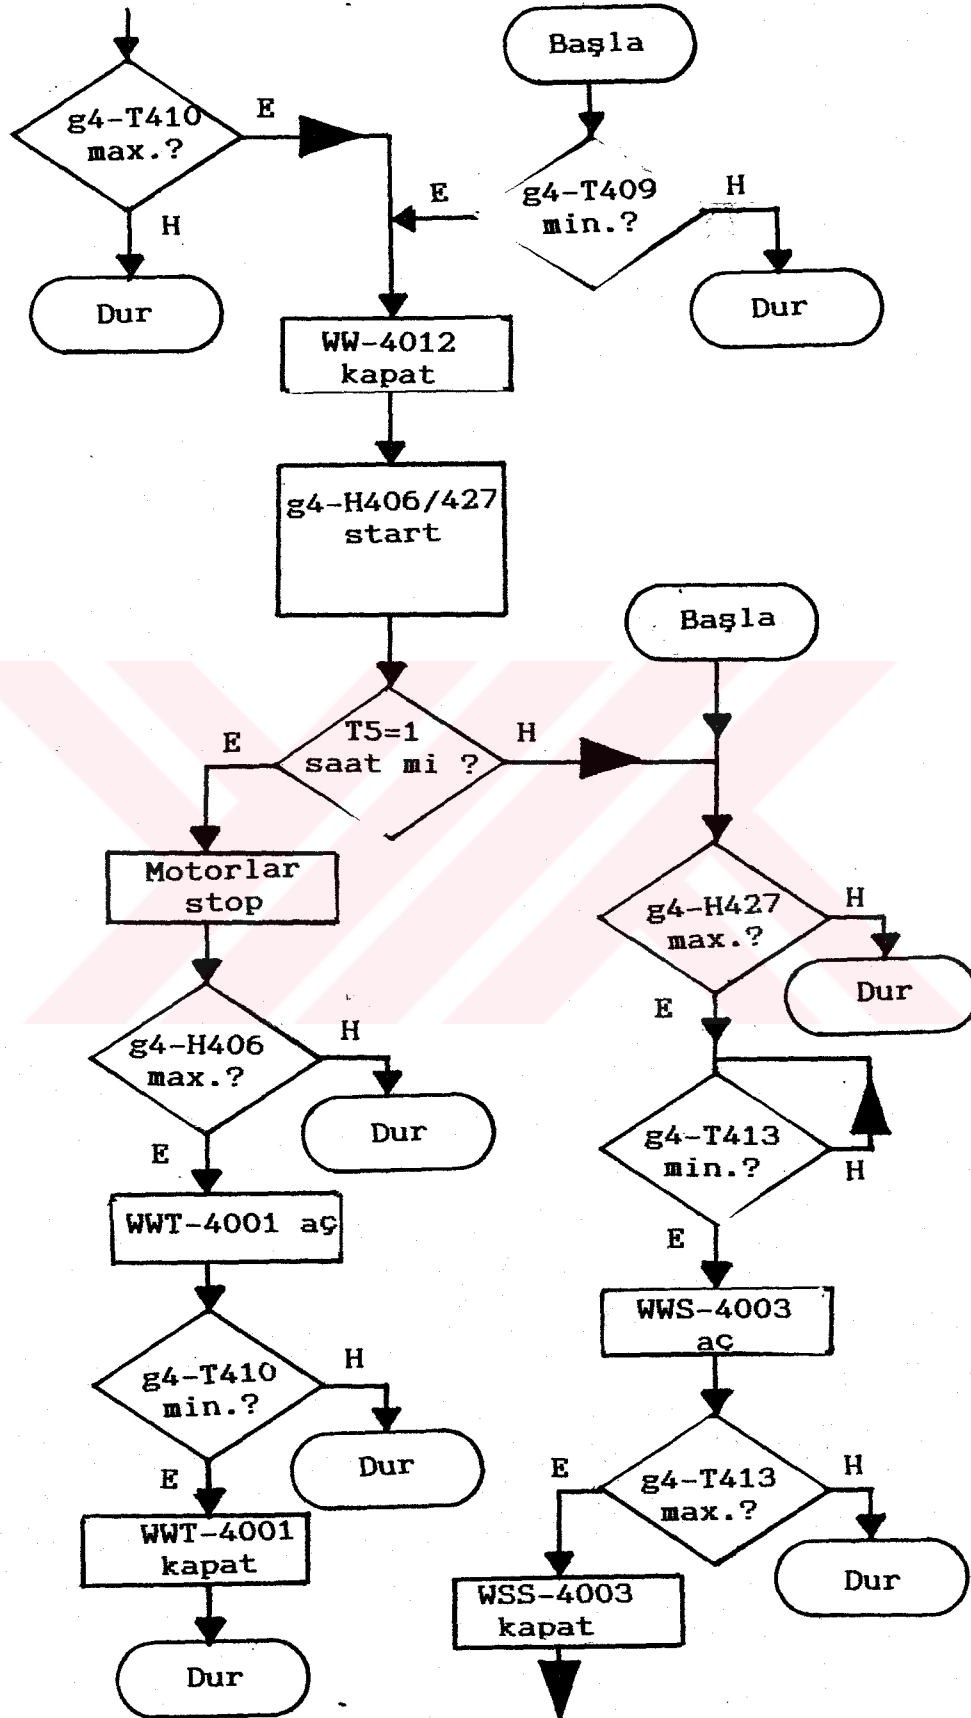 Başla
g4-T410
max.?
E
H
Dur
g4-T409
min.?
E
H
Dur
WW-4012
kapat
g4-H406/427
start
Başla
T5=1
saat mi ?
E
H
Motorlar
stop
g4-H427
max.?
H
Dur
E
g4-H406
max.?
H
Dur
E
g4-T413
min.?
H
E
WWT-4001 aç
WWS-4003
aç
g4-T410
min.?
H
Dur
E
g4-T413
max.?
E
H
Dur
WWT-4001
kapat
WSS-4003
kapat
Dur